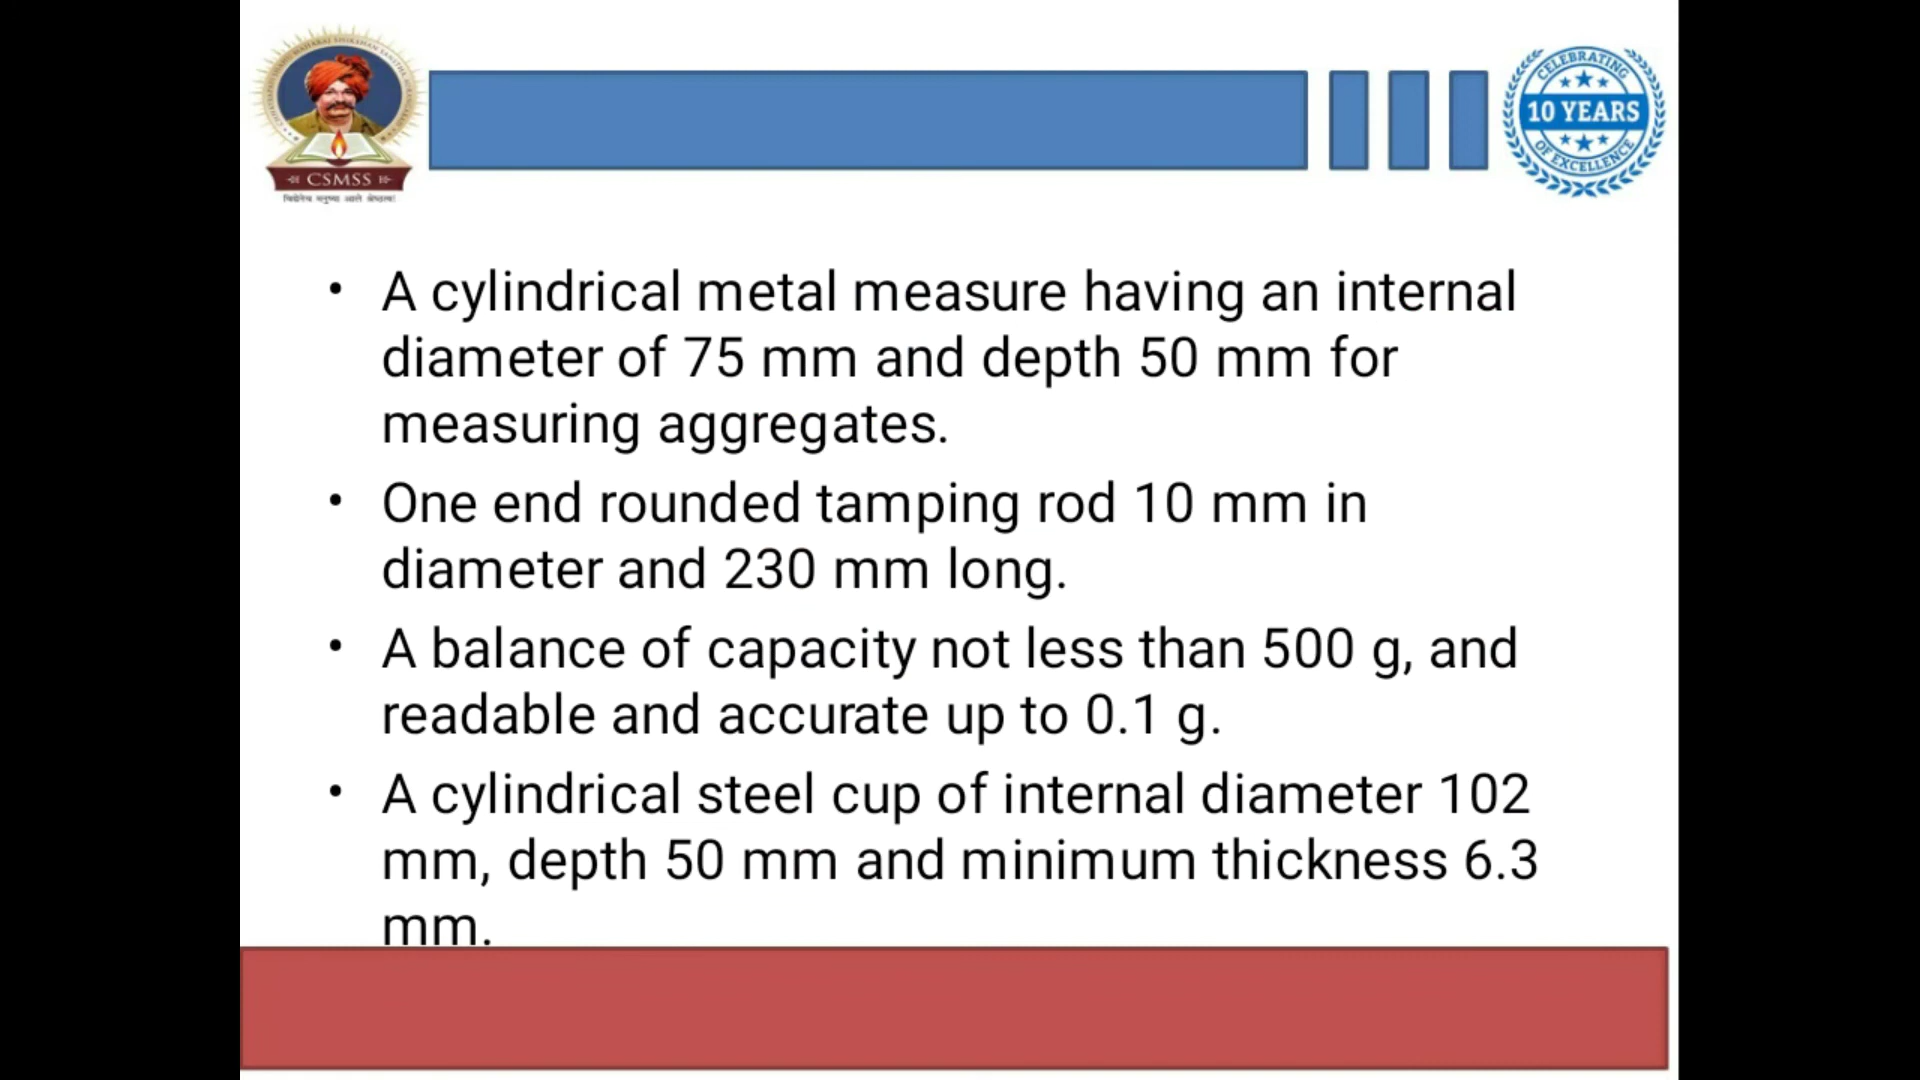 CSMSS
CELEBRATING
10 YEARS
OF EXCELLENCE
• A cylindrical metal measure having an internal
diameter of 75 mm and depth 50 mm for
measuring aggregates.
• One end rounded tamping rod 10 mm in
diameter and 230 mm long.
• A balance of capacity not less than 500 g, and
readable and accurate up to 0.1 g.
• A cylindrical steel cup of internal diameter 102
mm, depth 50 mm and minimum thickness 6.3
mm.